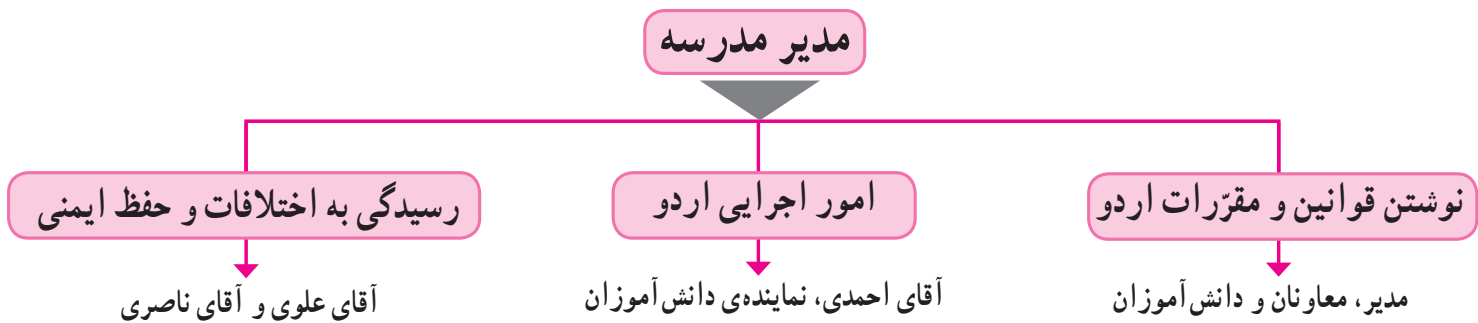 مدیر مدرسه
نوشتن قوانین و مقرّرات اردو
امور اجرایی اردو
رسیدگی به اختلافات و حفظ ایمنی
مدیر، معاونان و دانش‌آموزان
آقای احمدی، نماینده‌ی دانش‌آموزان
آقای علوی و آقای ناصری